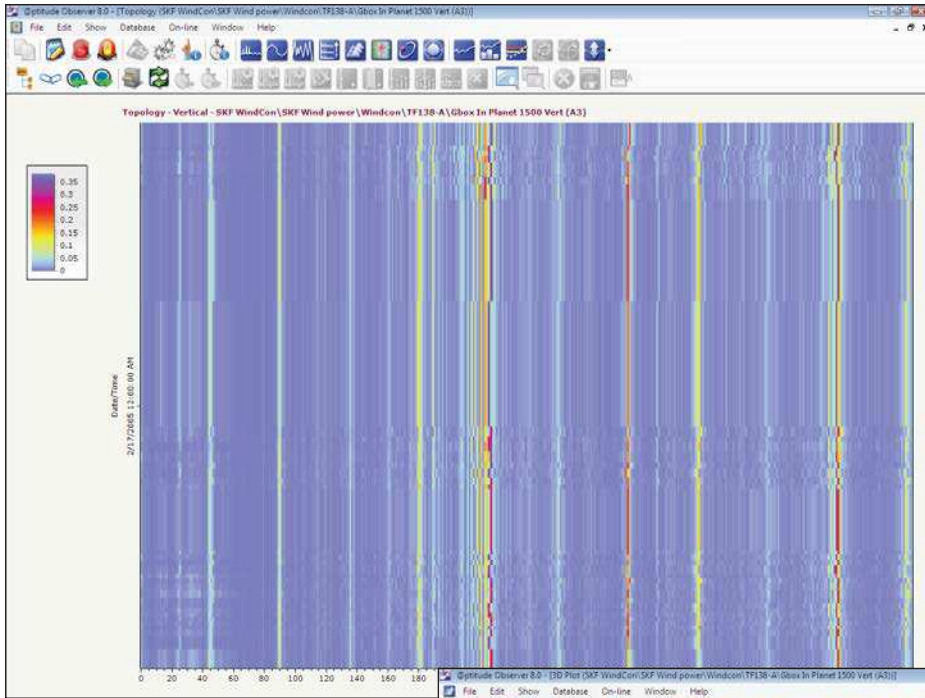 @ptitude Observer 8.0 - [Topology (SKF WindCon\SKF Wind power\Windcon\TF138-A\Gbox In Planet 1500 Vert (A3))]
File Edit Show Database On-line Window Help
Topology - Vertical - SKF WindCon\SKF Wind power\Windcon\TF138-A\Gbox In Planet 1500 Vert (A3)
0.35
0.3
0.25
0.2
0.15
0.1
0.05
0
Date/Time
2/17/2005 12:00:00 AM
0 20 40 60 80 100 120 140 160 180
@ptitude Observer 8.0 - [3D Plot (SKF WindCon\SKF Wind power\Windcon\TF138-A\Gbox In Planet 1500 Vert (A3))]
File Edit Show Database On-line Window Help